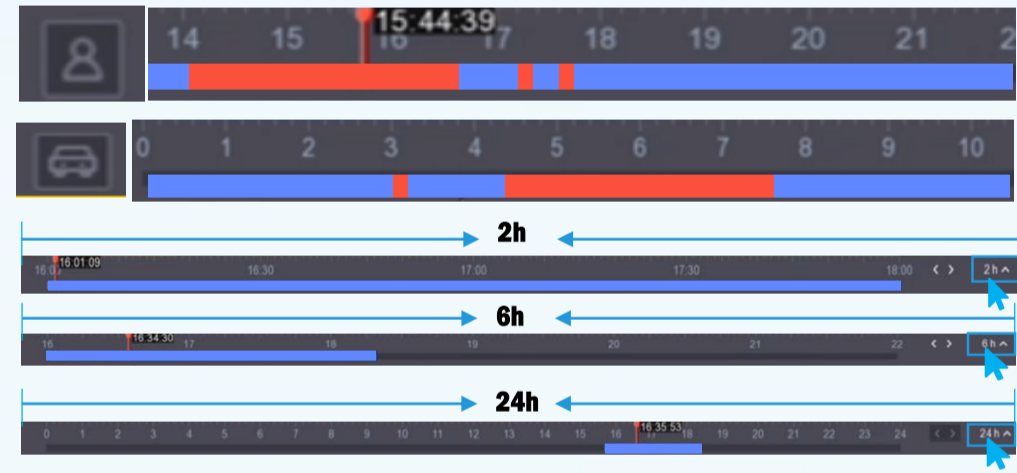 15:44:39
14 15 16 17 18 19 20 21 2
0 1 2 3 4 5 6 7 8 9 10
2h
16:01:09
16:0 16:30 17:00 17:30 18:00 < > 2h
6h
16:34:30
16 17 18 19 20 21 22 < > 6h
24h
16:35:53
0 1 2 3 4 5 6 7 8 9 10 11 12 13 14 15 16 17 18 19 20 21 22 23 24 < > 24h